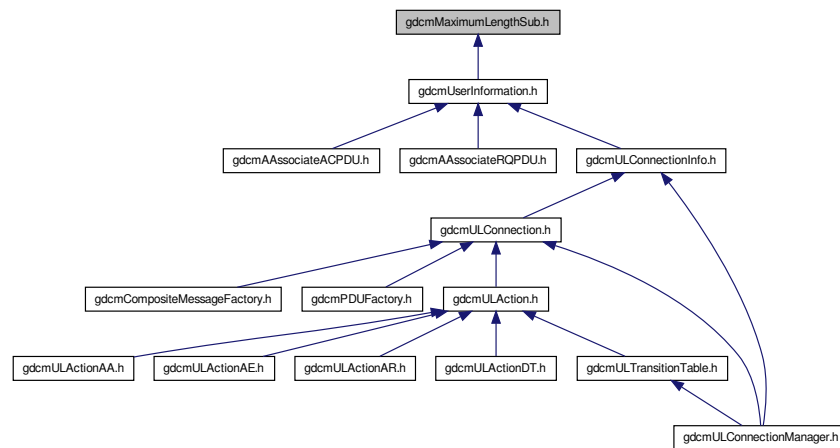 gdcmMaximumLengthSub.h
gdcmUserInformation.h
gdcmAAssociateACPDU.h
gdcmAAssociateRQPDU.h
gdcmULConnectionInfo.h
gdcmULConnection.h
gdcmCompositeMessageFactory.h
gdcmPDUFactory.h
gdcmULAction.h
gdcmULActionAA.h
gdcmULActionAE.h
gdcmULActionAR.h
gdcmULActionDT.h
gdcmULTransitionTable.h
gdcmULConnectionManager.h